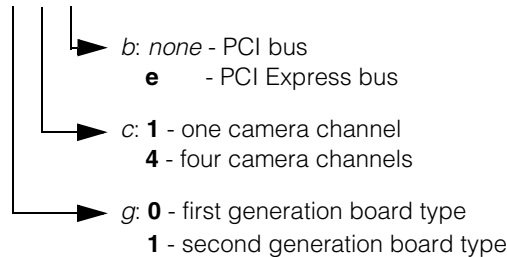 b: none - PCI bus
e - PCI Express bus
c: 1 - one camera channel
4 - four camera channels
g: 0 - first generation board type
1 - second generation board type